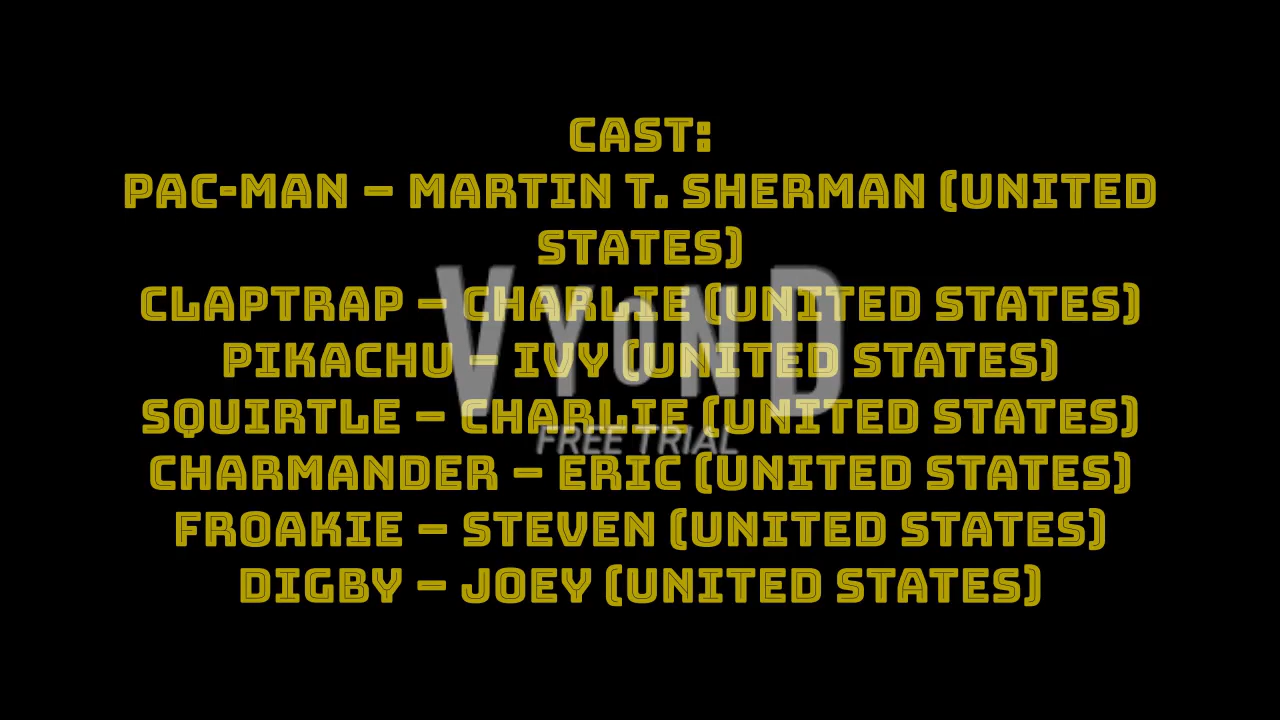 CAST:
PAC-MAN – MARTIN T. SHERMAN (UNITED
STATES)
CLAPTRAP – CHARLIE (UNITED STATES)
PIKACHU – IVY (UNITED STATES)
SQUIRTLE – CHARLIE (UNITED STATES)
CHARMANDER – ERIC (UNITED STATES)
FROAKIE – STEVEN (UNITED STATES)
DIGBY – JOEY (UNITED STATES)
VYOND
FREE TRIAL